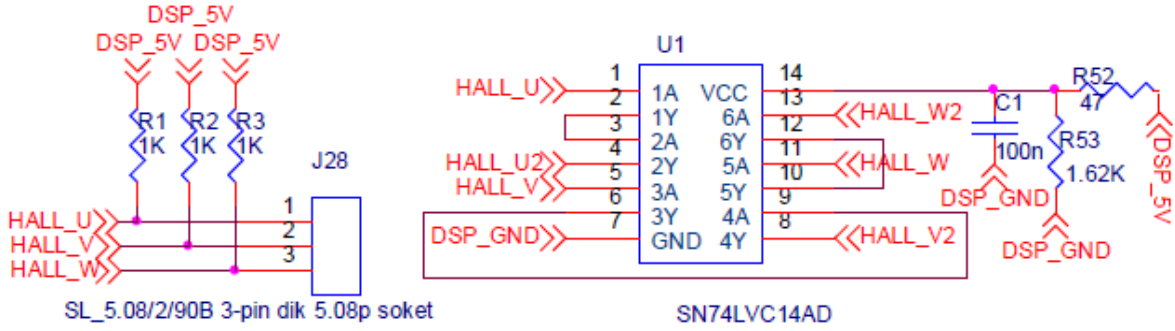 DSP_5V
DSP_5V DSP_5V
R1 R2 R3
1K 1K 1K
J28
HALL_U 1
HALL_V 2
HALL_W 3
SL_5.08/2/90B 3-pin dik 5.08p soket
U1
HALL_U 1 1A VCC 14
2 1Y 6A 13 HALL_W2
3 2A 6Y 12
HALL_U2 4 2Y 5A 11 HALL_W
HALL_V 5 3A 5Y 10
6 3Y 4A 9
DSP_GND 7 GND 4Y 8 HALL_V2
SN74LVC14AD
R52
47
C1
100n
R53
1.62K
DSP_GND
DSP_GND
DSP_5V